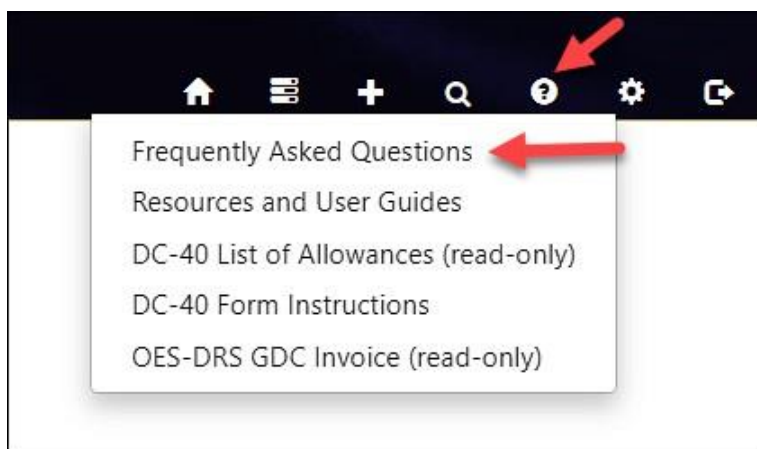 Frequently Asked Questions
Resources and User Guides
DC-40 List of Allowances (read-only)
DC-40 Form Instructions
OES-DRS GDC Invoice (read-only)